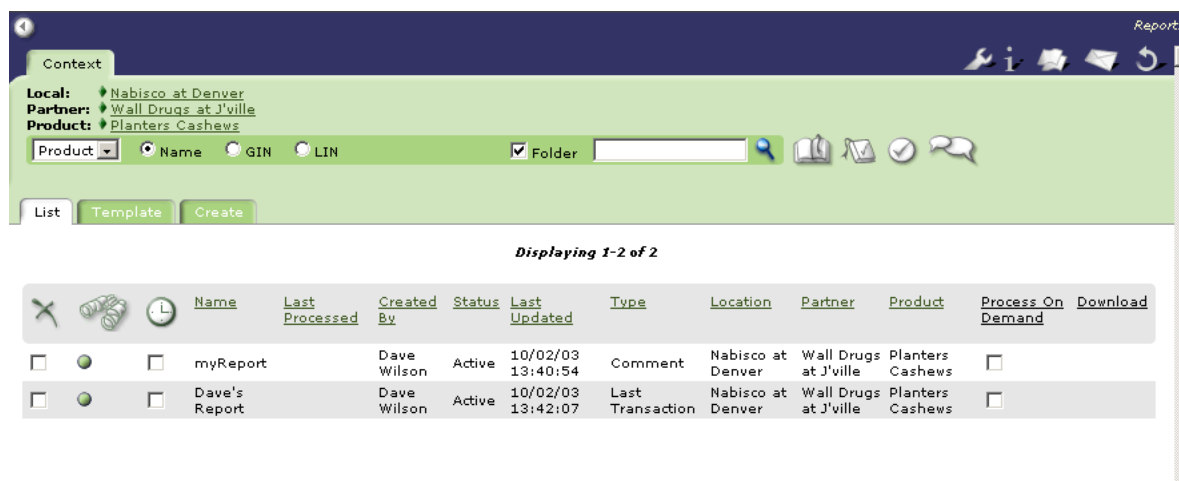 Report
Context
Local: Nabisco at Denver
Partner: Wall Drugs at J'ville
Product: Planters Cashews
Product Name GIN LIN Folder
List Template Create
Displaying 1-2 of 2
Name Last Processed Created By Status Last Updated Type Location Partner Product Process On Demand Download
myReport Dave Wilson Active 10/02/03 13:40:54 Comment Nabisco at Denver Wall Drugs at J'ville Planters Cashews
Dave's Report Dave Wilson Active 10/02/03 13:42:07 Last Transaction Nabisco at Denver Wall Drugs at J'ville Planters Cashews